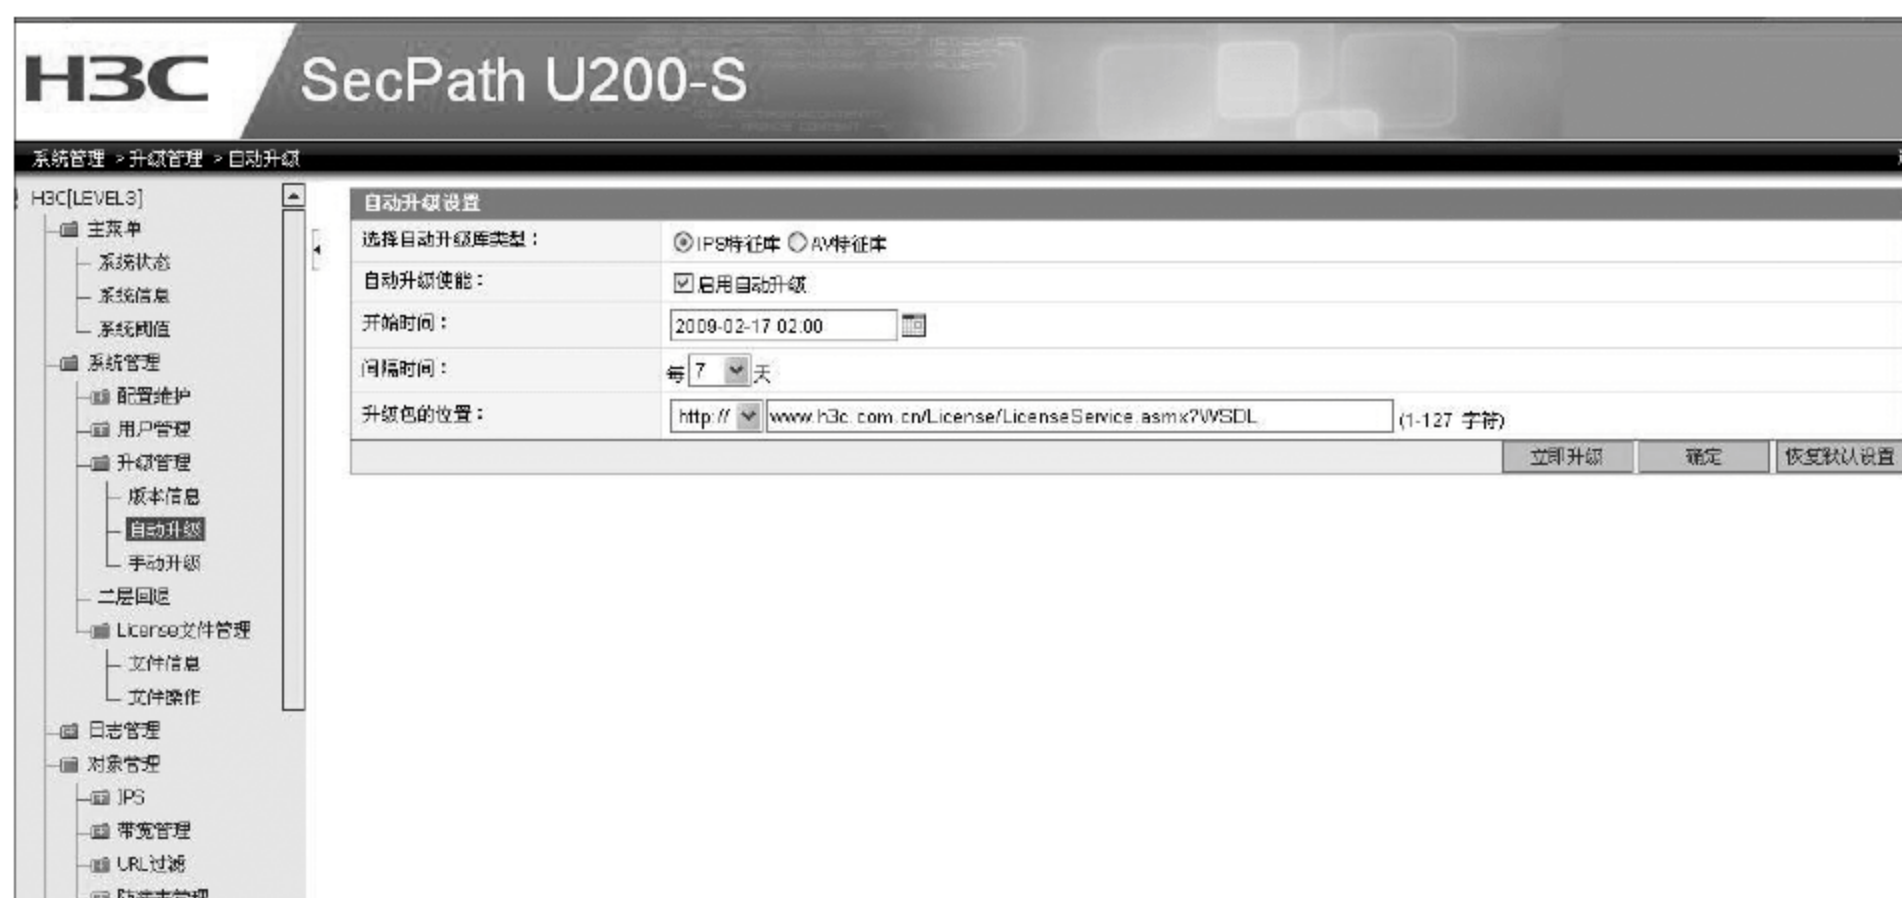 H3C SecPath U200-S
系统管理 > 升级管理 > 自动升级
H3C[LEVEL3]
主菜单
系统状态
系统信息
系统阈值
系统管理
配置维护
用户管理
升级管理
版本信息
自动升级
手动升级
二层回退
License文件管理
文件信息
文件操作
日志管理
对象管理
IPS
带宽管理
URL过滤
防病毒管理
自动升级设置
选择自动升级库类型： IPS特征库 AV特征库
自动升级使能： 启用自动升级
开始时间： 2009-02-17 02:00
间隔时间： 每 7 天
升级包的位置： http:// www.h3c.com.cn/License/LicenseService.asmx?WSDL (1-127 字符)
立即升级 确定 恢复默认设置